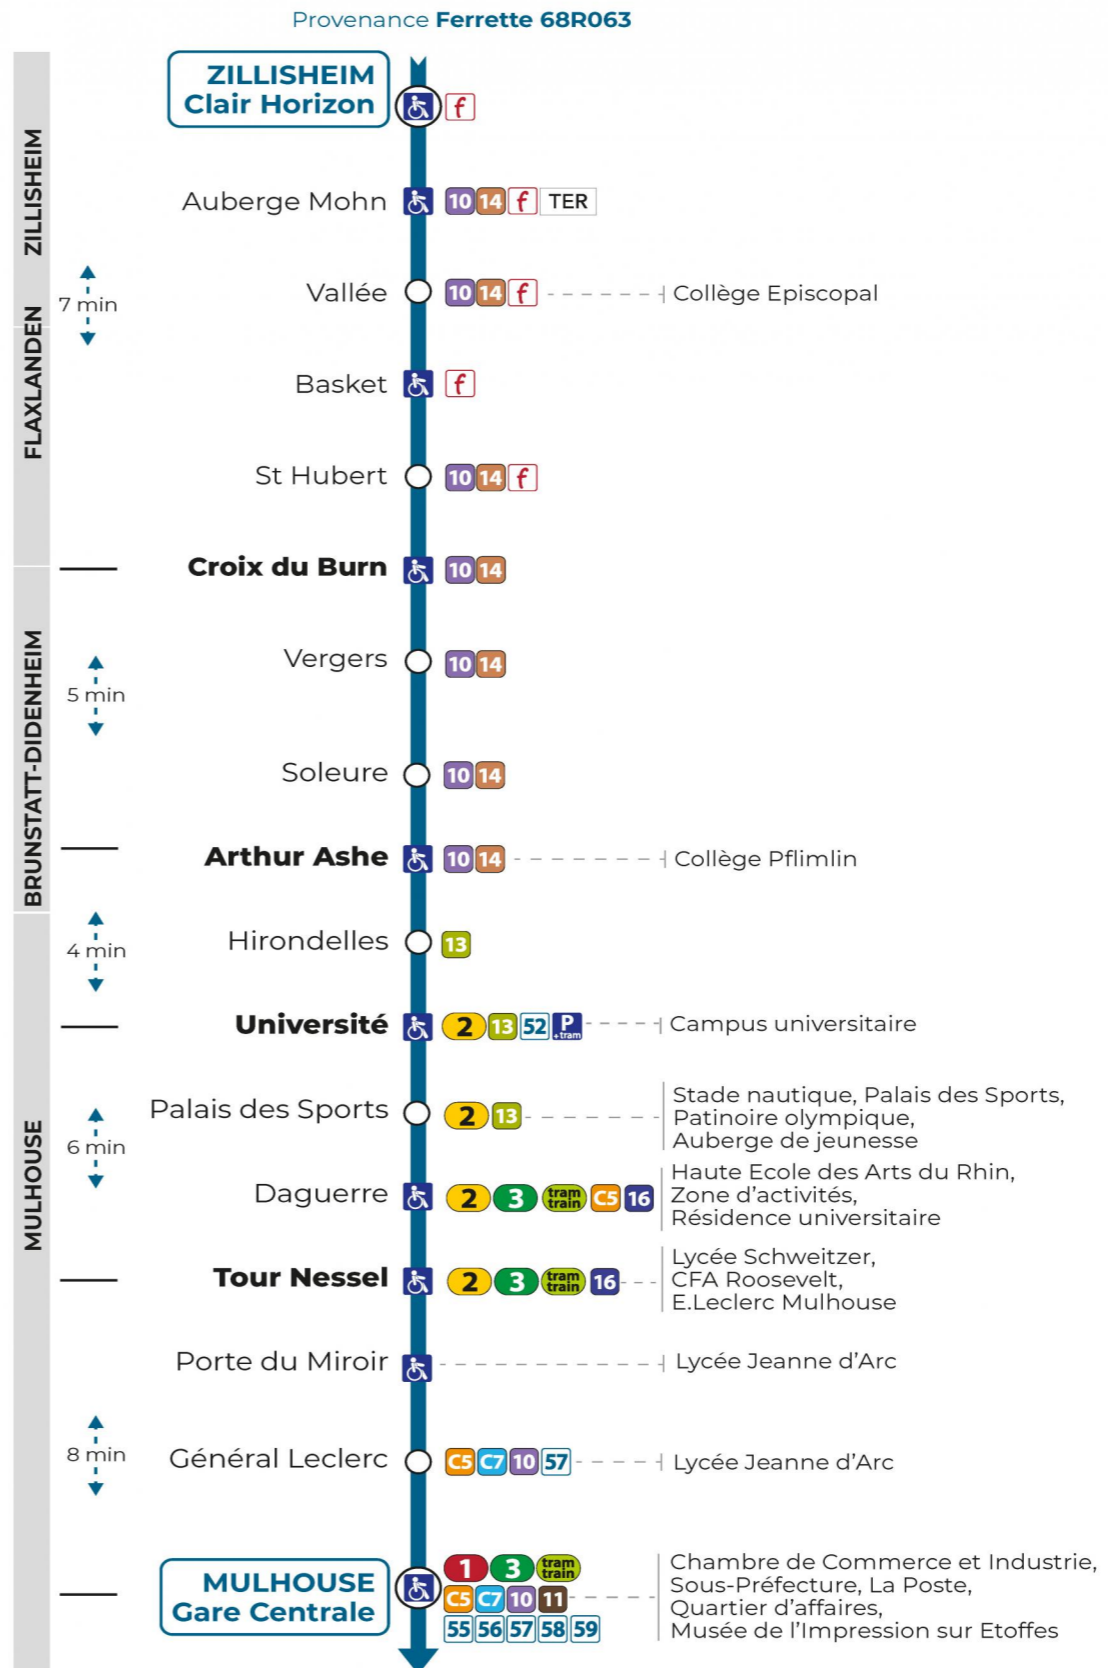 Provenance Ferrette 68R063
ZILLISHEIM
Clair Horizon
f
ZILLISHEIM
Auberge Mohn
10 14 f TER
7 min
Vallée
10 14 f
Collège Episcopal
FLAXLANDEN
Basket
f
St Hubert
10 14 f
Croix du Burn
10 14
BRUNSTATT-DIDENHEIM
Vergers
10 14
5 min
Soleure
10 14
Arthur Ashe
10 14
Collège Pflimlin
4 min
Hirondelles
13
MULHOUSE
Université
2 13 52 P +tram
Campus universitaire
Palais des Sports
2 13
Stade nautique, Palais des Sports,
Patinoire olympique,
Auberge de jeunesse
6 min
Daguerre
2 3 tram train C5 16
Haute Ecole des Arts du Rhin,
Zone d'activités,
Résidence universitaire
Tour Nessel
2 3 tram train 16
Lycée Schweitzer,
CFA Roosevelt,
E.Leclerc Mulhouse
Porte du Miroir
Lycée Jeanne d'Arc
8 min
Général Leclerc
C5 C7 10 57
Lycée Jeanne d'Arc
MULHOUSE
Gare Centrale
1 3 tram train
C5 C7 10 11
55 56 57 58 59
Chambre de Commerce et Industrie,
Sous-Préfecture, La Poste,
Quartier d'affaires,
Musée de l'Impression sur Etoffes